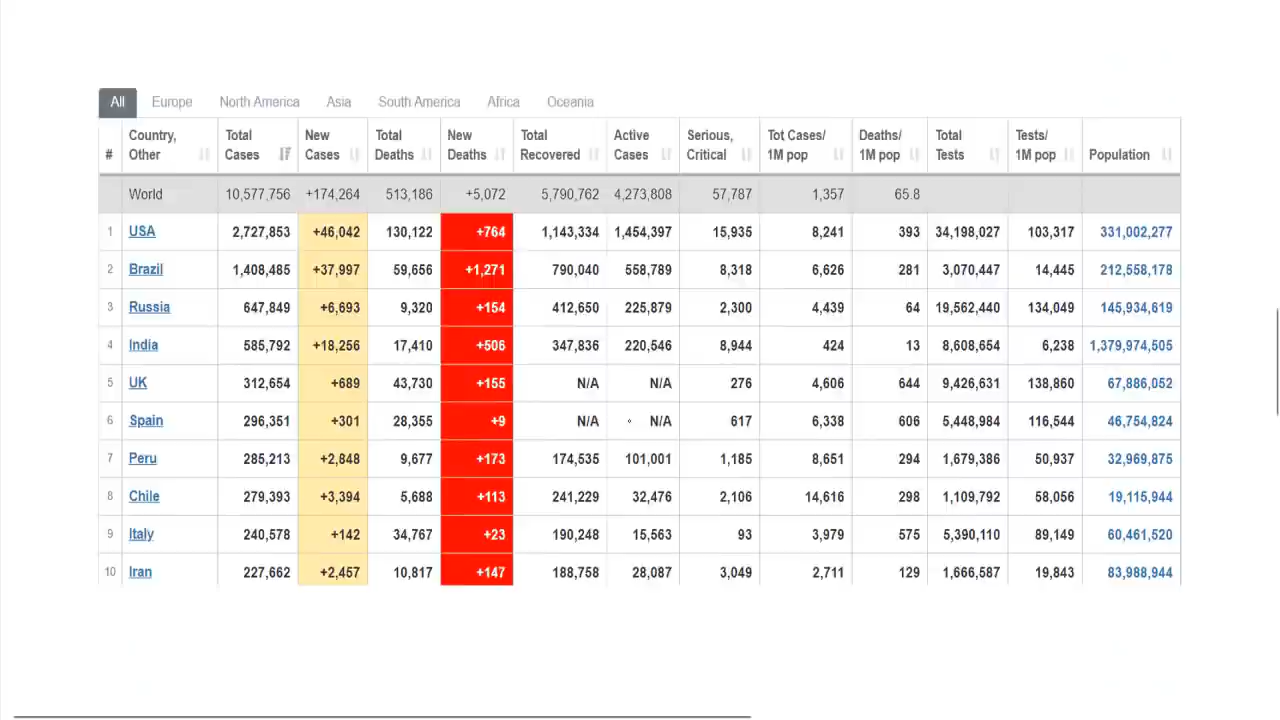 All Europe North America Asia South America Africa Oceania
# Country, Other Total Cases New Cases Total Deaths New Deaths Total Recovered Active Cases Serious, Critical Tot Cases/ 1M pop Deaths/ 1M pop Total Tests Tests/ 1M pop Population
World 10,577,756 +174,264 513,186 +5,072 5,790,762 4,273,808 57,787 1,357 65.8
1 USA 2,727,853 +46,042 130,122 +764 1,143,334 1,454,397 15,935 8,241 393 34,198,027 103,317 331,002,277
2 Brazil 1,408,485 +37,997 59,656 +1,271 790,040 558,789 8,318 6,626 281 3,070,447 14,445 212,558,178
3 Russia 647,849 +6,693 9,320 +154 412,650 225,879 2,300 4,439 64 19,562,440 134,049 145,934,619
4 India 585,792 +18,256 17,410 +506 347,836 220,546 8,944 424 13 8,608,654 6,238 1,379,974,505
5 UK 312,654 +689 43,730 +155 N/A N/A 276 4,606 644 9,426,631 138,860 67,886,052
6 Spain 296,351 +301 28,355 +9 N/A N/A 617 6,338 606 5,448,984 116,544 46,754,824
7 Peru 285,213 +2,848 9,677 +173 174,535 101,001 1,185 8,651 294 1,679,386 50,937 32,969,875
8 Chile 279,393 +3,394 5,688 +113 241,229 32,476 2,106 14,616 298 1,109,792 58,056 19,115,944
9 Italy 240,578 +142 34,767 +23 190,248 15,563 93 3,979 575 5,390,110 89,149 60,461,520
10 Iran 227,662 +2,457 10,817 +147 188,758 28,087 3,049 2,711 129 1,666,587 19,843 83,988,944